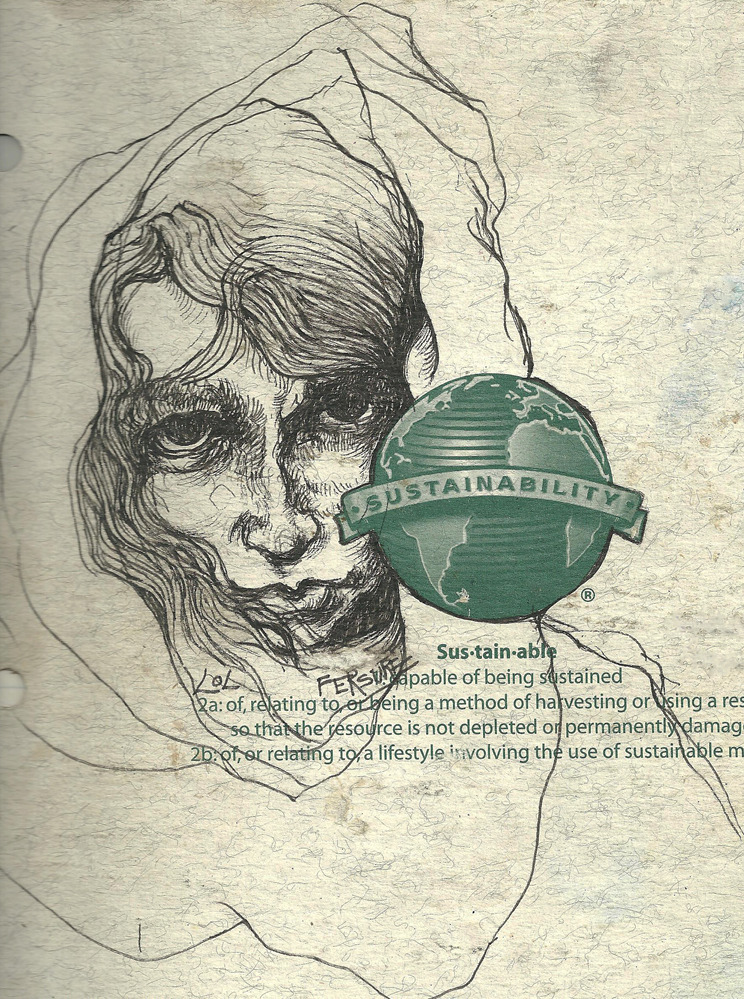 SUSTAINABILITY
®
Sus·tain·able
capable of being sustained
LOL FERSURE
2a: of, relating to, or being a method of harvesting or using a res
so that the resource is not depleted or permanently damag
2b: of, or relating to, a lifestyle involving the use of sustainable m